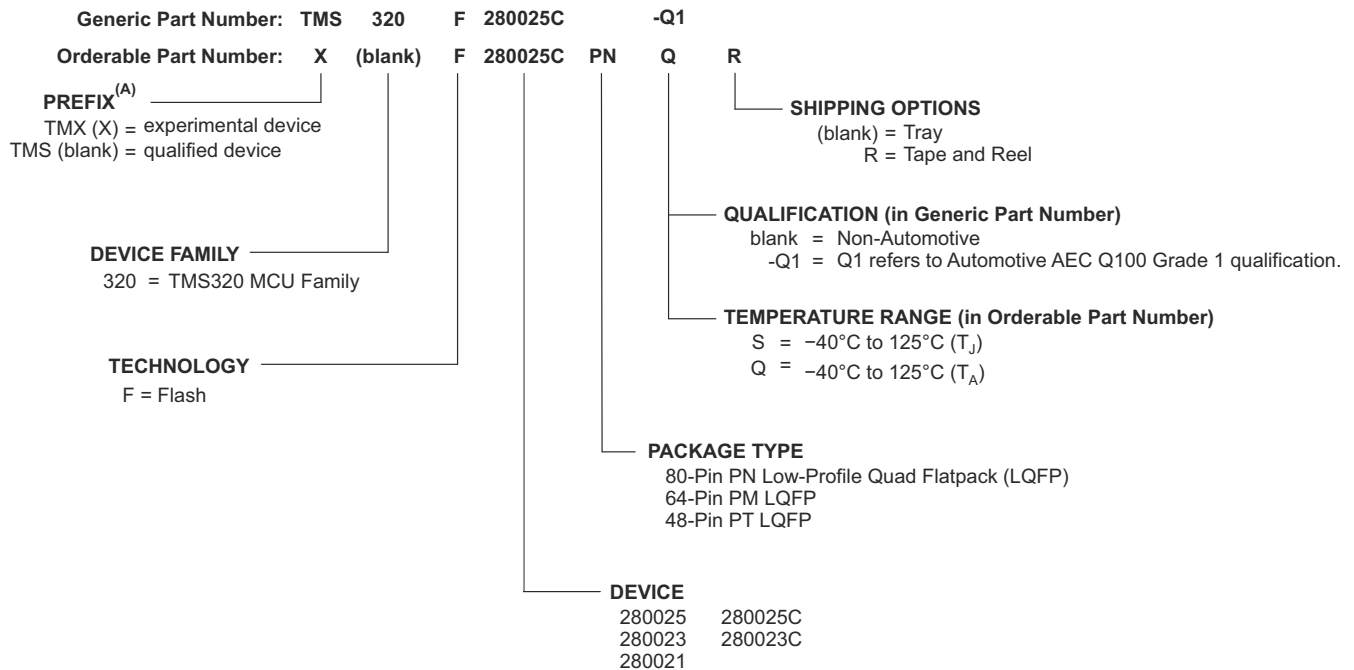 Generic Part Number: TMS 320 F 280025C -Q1
Orderable Part Number: X (blank) F 280025C PN Q R
PREFIX(A)
TMX (X) = experimental device
TMS (blank) = qualified device
SHIPPING OPTIONS
(blank) = Tray
R = Tape and Reel
QUALIFICATION (in Generic Part Number)
blank = Non-Automotive
-Q1 = Q1 refers to Automotive AEC Q100 Grade 1 qualification.
DEVICE FAMILY
320 = TMS320 MCU Family
TEMPERATURE RANGE (in Orderable Part Number)
S = −40°C to 125°C (TJ)
Q = −40°C to 125°C (TA)
TECHNOLOGY
F = Flash
PACKAGE TYPE
80-Pin PN Low-Profile Quad Flatpack (LQFP)
64-Pin PM LQFP
48-Pin PT LQFP
DEVICE
280025 280025C
280023 280023C
280021